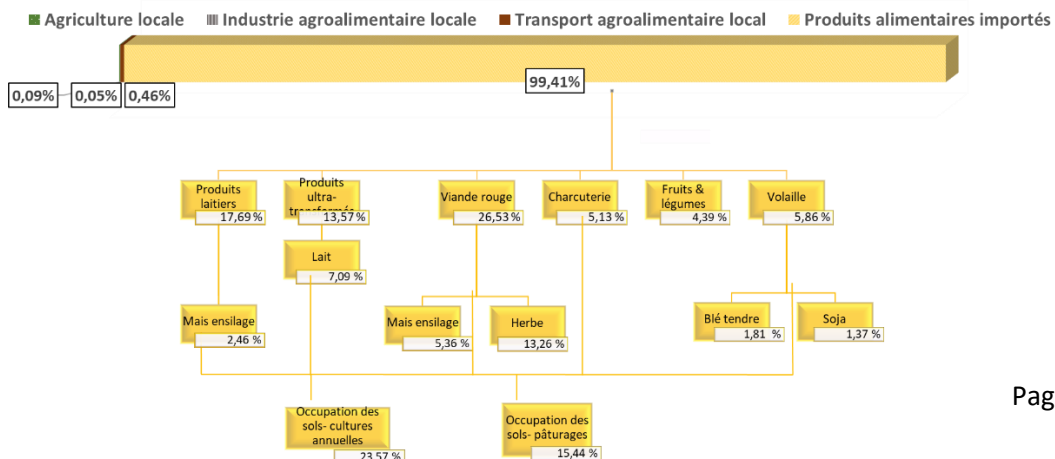 Agriculture locale Industrie agroalimentaire locale Transport agroalimentaire local Produits alimentaires importés
99,41%
0,09% 0,05% 0,46%
Produits
laitiers
17,69 %
Produits
ultra-
transformés
13,57 %
Viande rouge
26,53 %
Charcuterie
5,13 %
Fruits &
légumes
4,39 %
Volaille
5,86 %
Lait
7,09 %
Mais ensilage
2,46 %
Mais ensilage
5,36 %
Herbe
13,26 %
Blé tendre
1,81 %
Soja
1,37 %
Pag
Occupation des
sols- cultures
annuelles
23,57 %
Occupation des
sols- pâturages
15,44 %